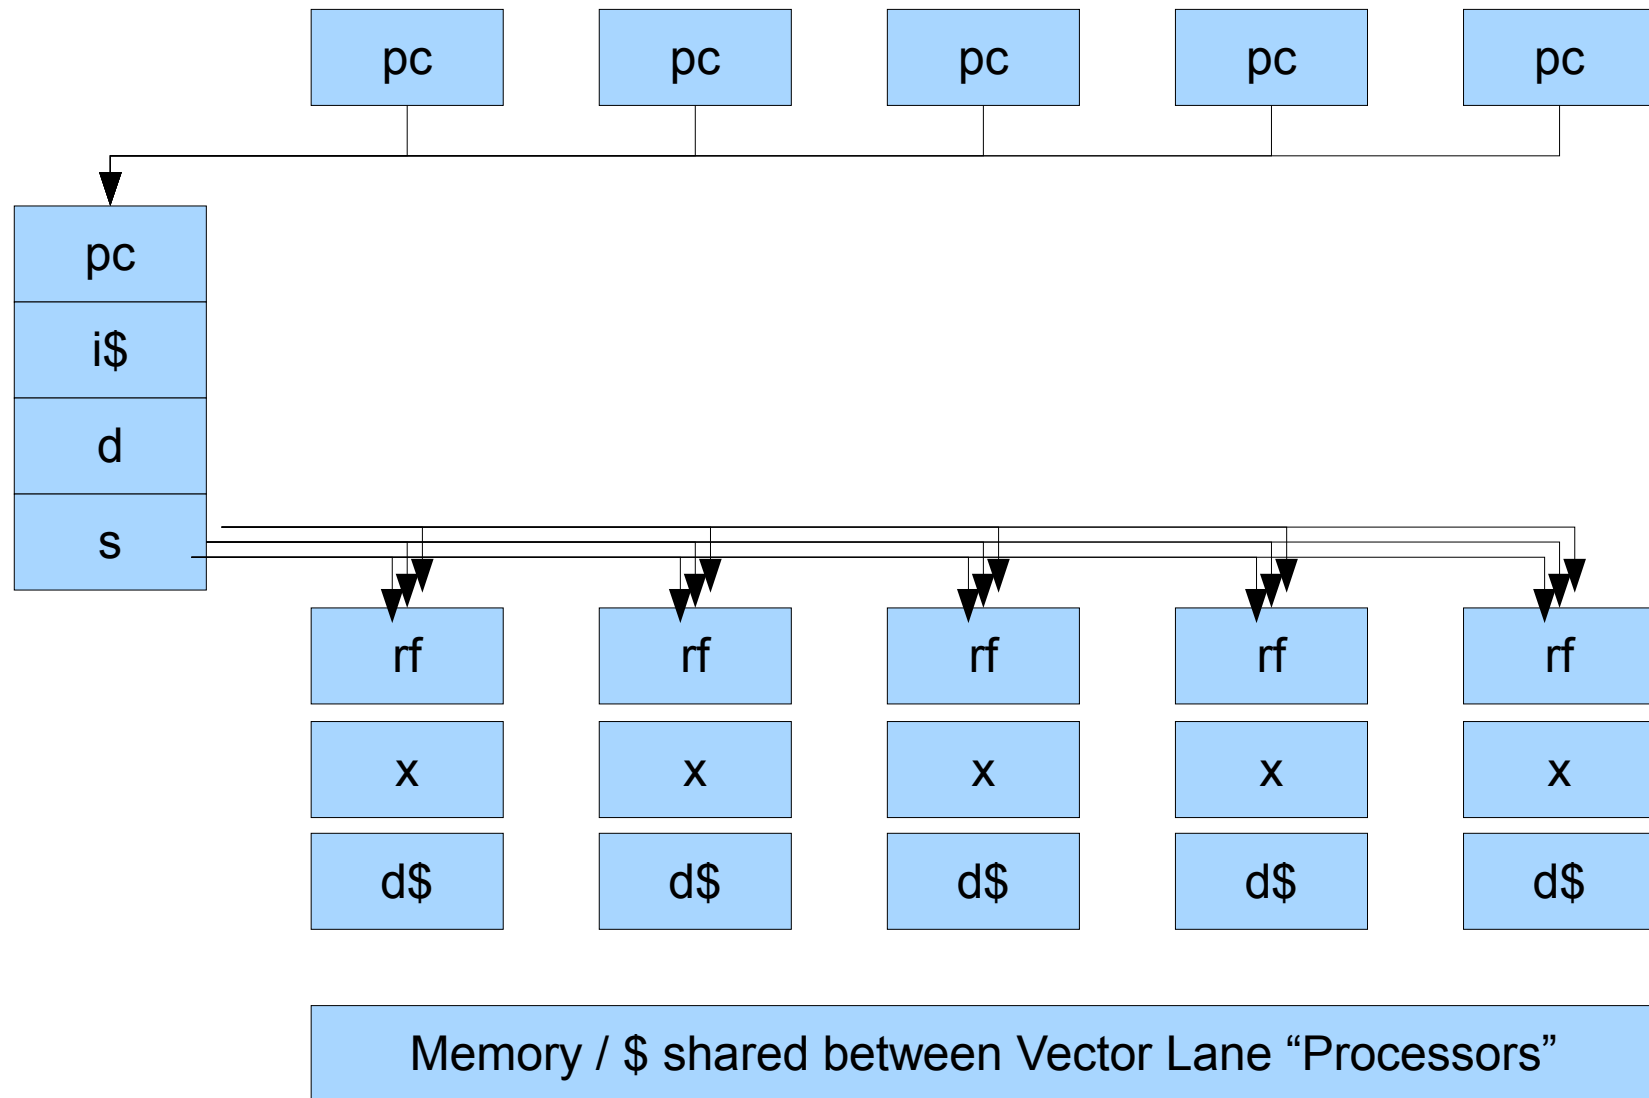 pc pc pc pc pc
pc
i$
d
s
rf rf rf rf rf
x x x x x
d$ d$ d$ d$ d$
Memory / $ shared between Vector Lane “Processors”